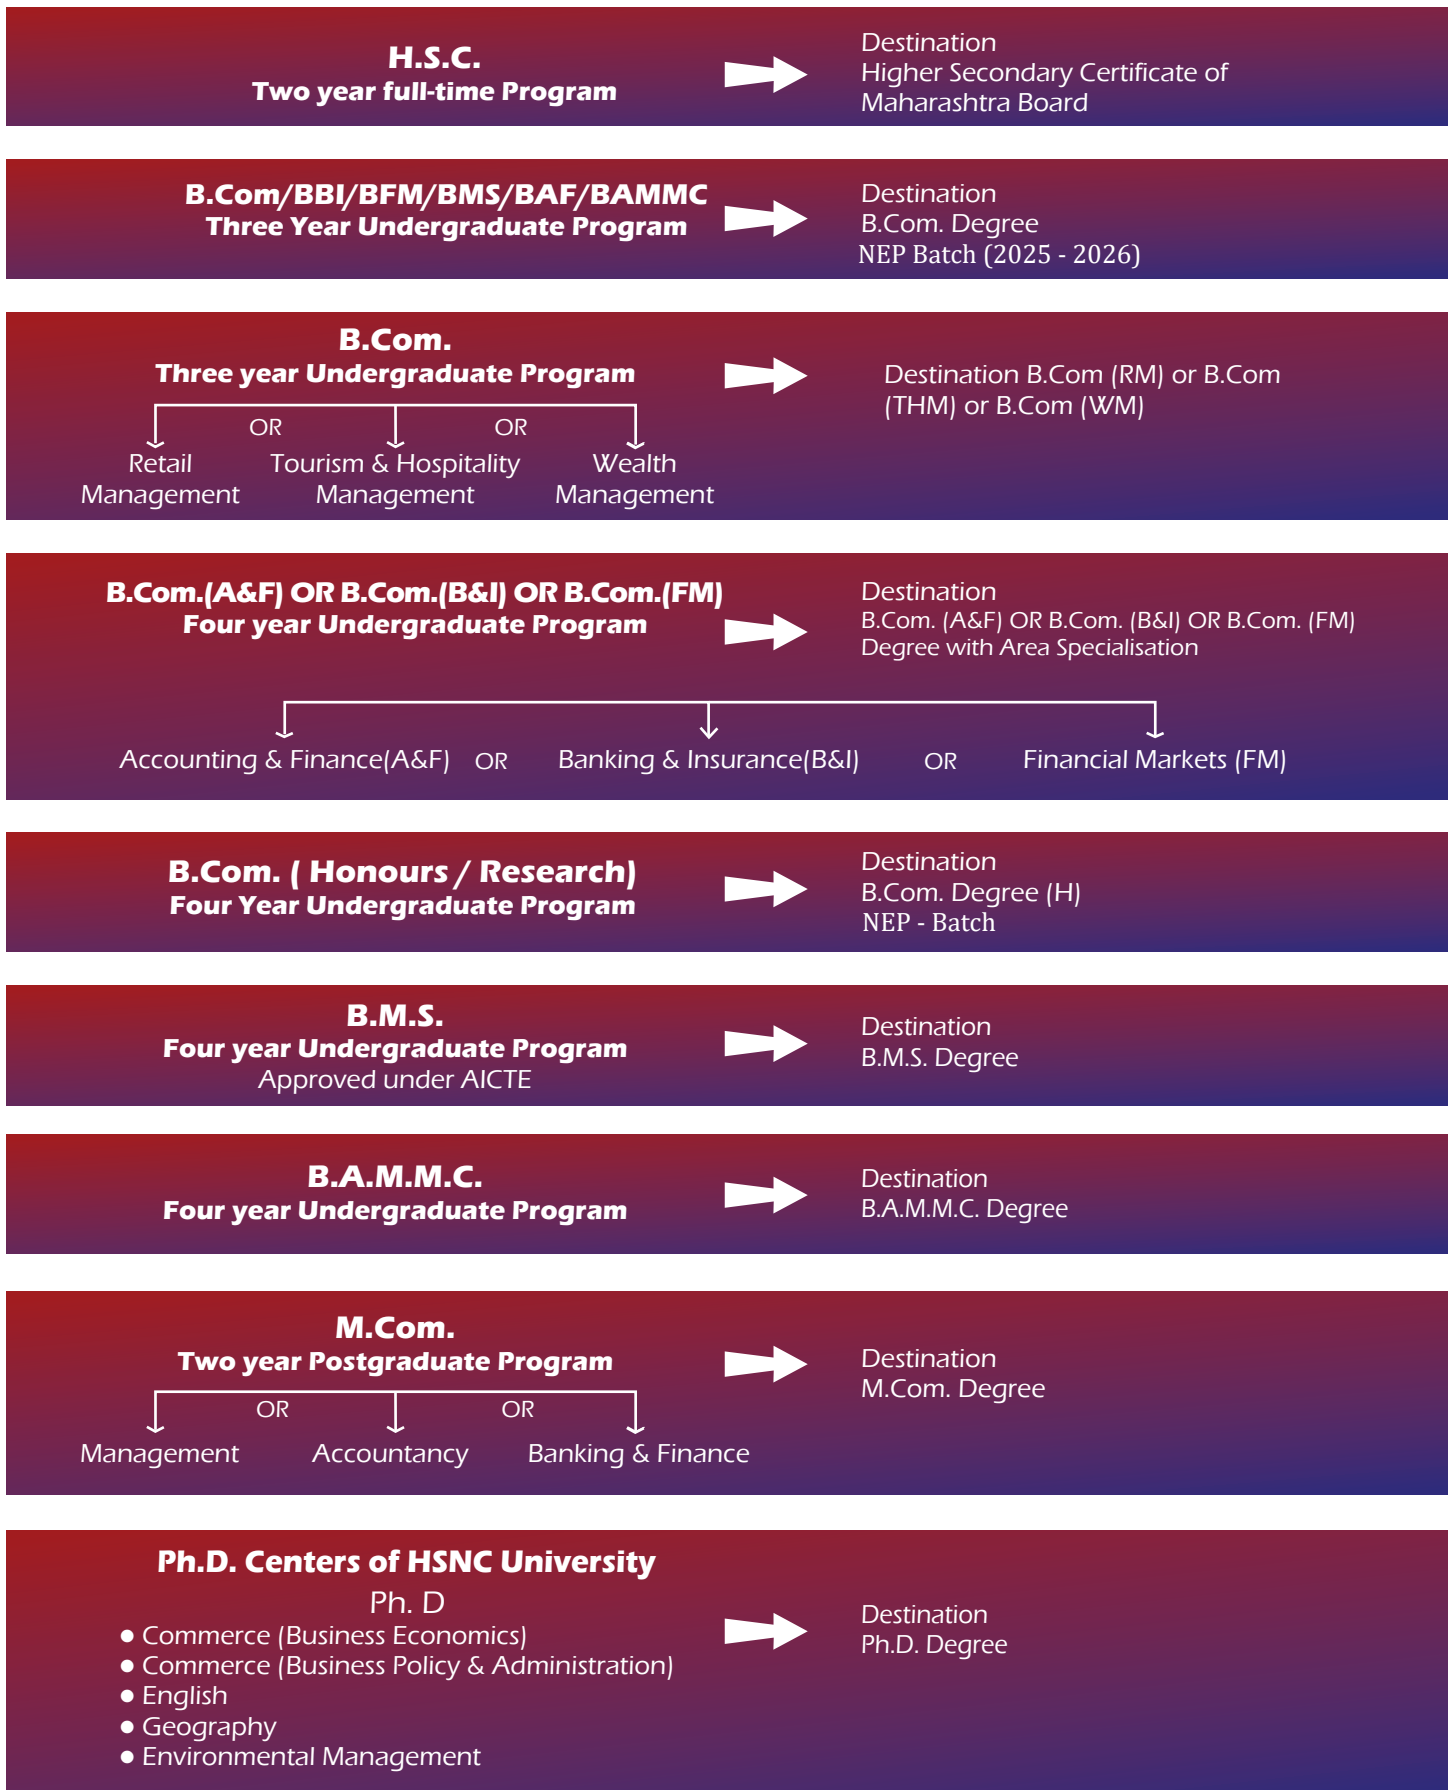 H.S.C.
Two year full-time Program
Destination
Higher Secondary Certificate of
Maharashtra Board
B.Com/BBI/BFM/BMS/BAF/BAMMC
Three Year Undergraduate Program
Destination
B.Com. Degree
NEP Batch (2025 - 2026)
B.Com.
Three year Undergraduate Program
OR OR
Retail Tourism & Hospitality Wealth
Management Management Management
Destination B.Com (RM) or B.Com
(THM) or B.Com (WM)
B.Com.(A&F) OR B.Com.(B&I) OR B.Com.(FM)
Four year Undergraduate Program
Destination
B.Com. (A&F) OR B.Com. (B&I) OR B.Com. (FM)
Degree with Area Specialisation
Accounting & Finance(A&F) OR Banking & Insurance(B&I) OR Financial Markets (FM)
B.Com. ( Honours / Research)
Four Year Undergraduate Program
Destination
B.Com. Degree (H)
NEP - Batch
B.M.S.
Four year Undergraduate Program
Approved under AICTE
Destination
B.M.S. Degree
B.A.M.M.C.
Four year Undergraduate Program
Destination
B.A.M.M.C. Degree
M.Com.
Two year Postgraduate Program
OR OR
Management Accountancy Banking & Finance
Destination
M.Com. Degree
Ph.D. Centers of HSNC University
Ph. D
● Commerce (Business Economics)
● Commerce (Business Policy & Administration)
● English
● Geography
● Environmental Management
Destination
Ph.D. Degree